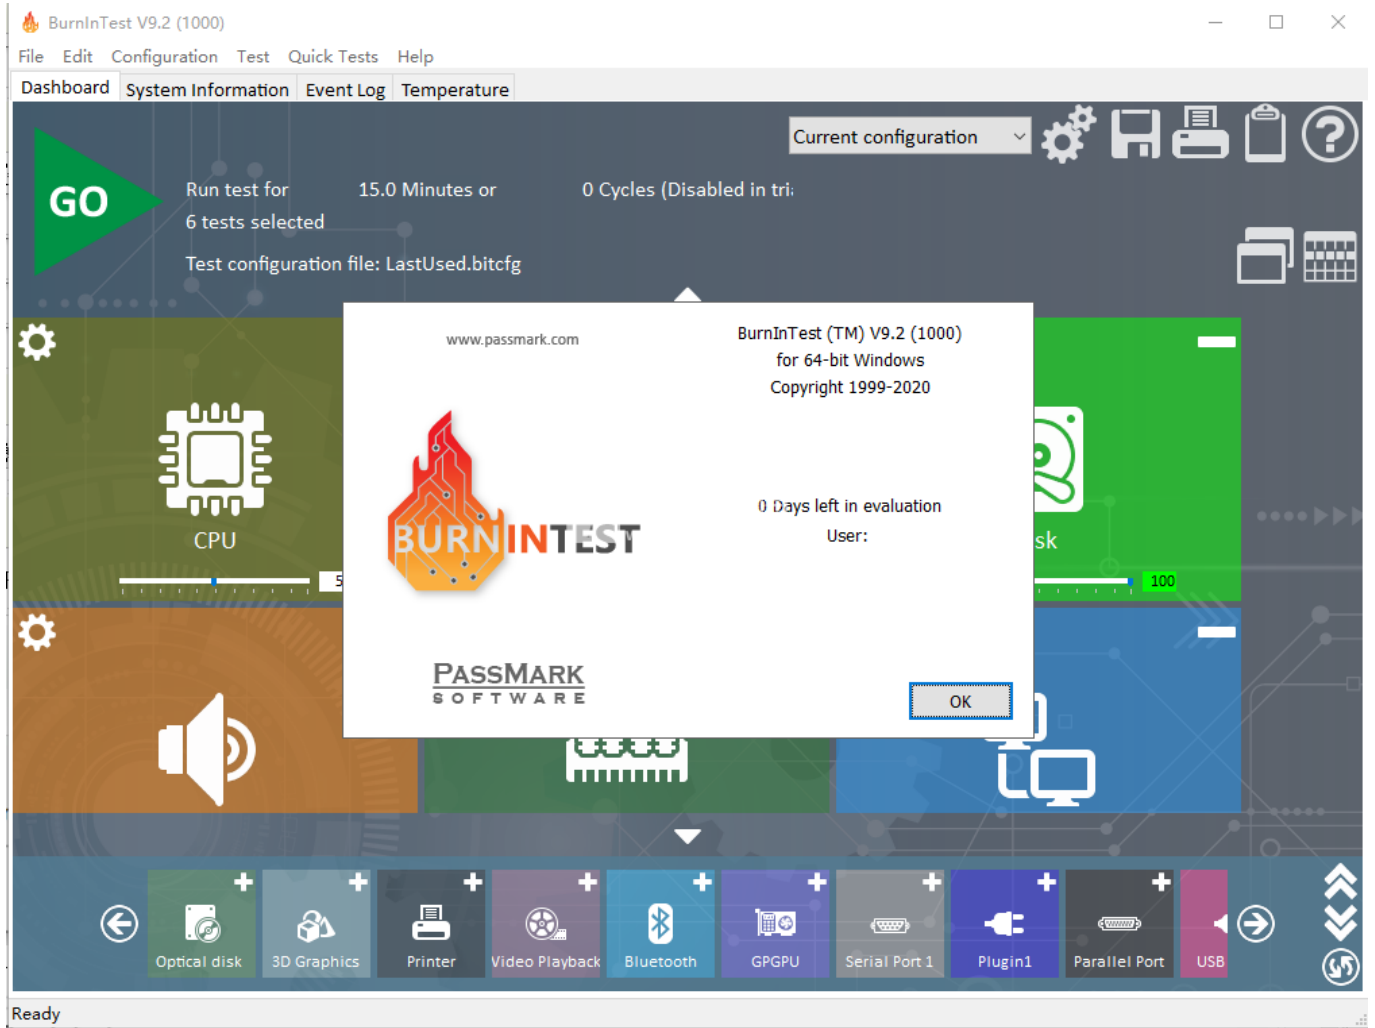 BurnInTest V9.2 (1000)
File Edit Configuration Test Quick Tests Help
Dashboard System Information Event Log Temperature
Current configuration
GO
Run test for 15.0 Minutes or 0 Cycles (Disabled in tri
6 tests selected
Test configuration file: LastUsed.bitcfg
www.passmark.com
BurnInTest (TM) V9.2 (1000)
for 64-bit Windows
Copyright 1999-2020
0 Days left in evaluation
User:
BURNINTEST
PASSMARK
SOFTWARE
OK
CPU
sk
5
100
Optical disk
3D Graphics
Printer
Video Playback
Bluetooth
GPGPU
Serial Port 1
Plugin1
Parallel Port
USB
Ready